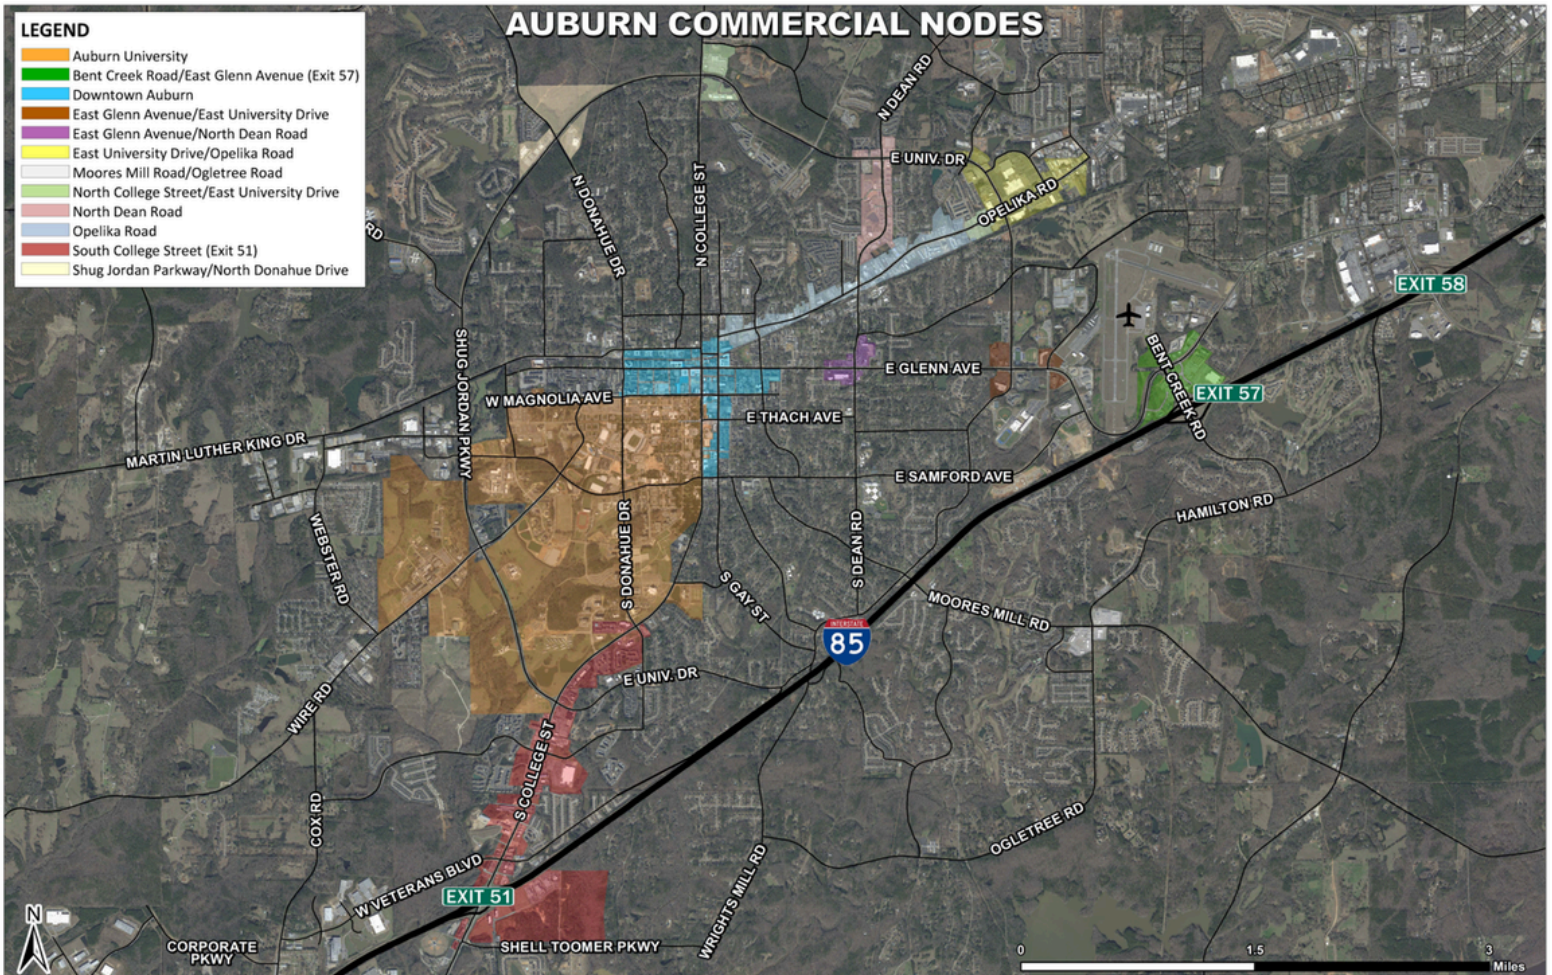 AUBURN COMMERCIAL NODES
LEGEND
Auburn University
Bent Creek Road/East Glenn Avenue (Exit 57)
Downtown Auburn
East Glenn Avenue/East University Drive
East Glenn Avenue/North Dean Road
East University Drive/Opelika Road
Moores Mill Road/Ogletree Road
North College Street/East University Drive
North Dean Road
Opelika Road
South College Street (Exit 51)
Shug Jordan Parkway/North Donahue Drive
N DEAN RD
E UNIV. DR
N COLLEGE ST
N DONAHUE DR
OPELIKA RD
RD
EXIT 58
SHUG JORDAN PKWY
BENT CREEK RD
E GLENN AVE
EXIT 57
W MAGNOLIA AVE
E THACH AVE
MARTIN LUTHER KING DR
E SAMFORD AVE
HAMILTON RD
WEBSTER RD
S DONAHUE DR
S DEAN RD
S GAY ST
MOORES MILL RD
INTERSTATE
85
E UNIV. DR
WIRE RD
S COLLEGE ST
COX RD
OGLETREE RD
W VETERANS BLVD
WRIGHTS MILL RD
EXIT 51
N
CORPORATE
PKWY
SHELL TOOMER PKWY
0
1.5
3
Miles